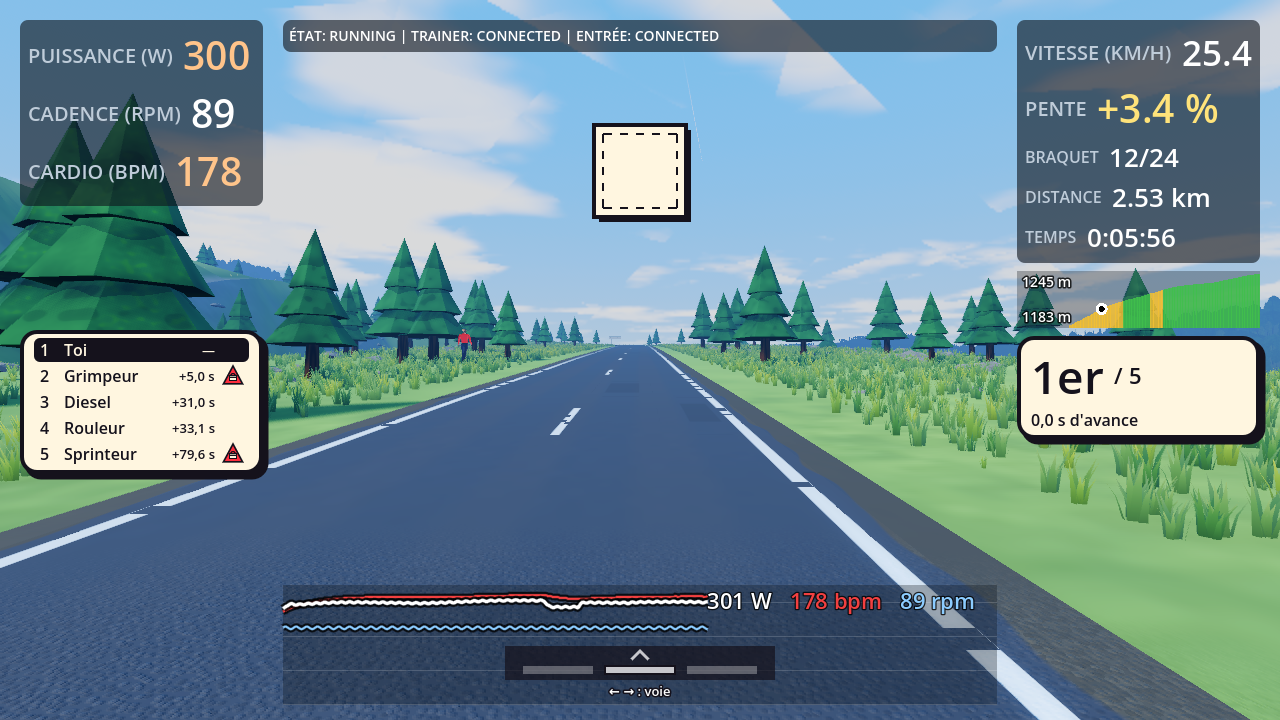 PUISSANCE (W) 300
CADENCE (RPM) 89
CARDIO (BPM) 178
ÉTAT: RUNNING | TRAINER: CONNECTED | ENTRÉE: CONNECTED
VITESSE (KM/H) 25.4
PENTE +3.4 %
BRAQUET 12/24
DISTANCE 2.53 km
TEMPS 0:05:56
1245 m
1183 m
1 Toi —
2 Grimpeur +5,0 s
3 Diesel +31,0 s
4 Rouleur +33,1 s
5 Sprinteur +79,6 s
1er / 5
0,0 s d'avance
301 W 178 bpm 89 rpm
← → : voie